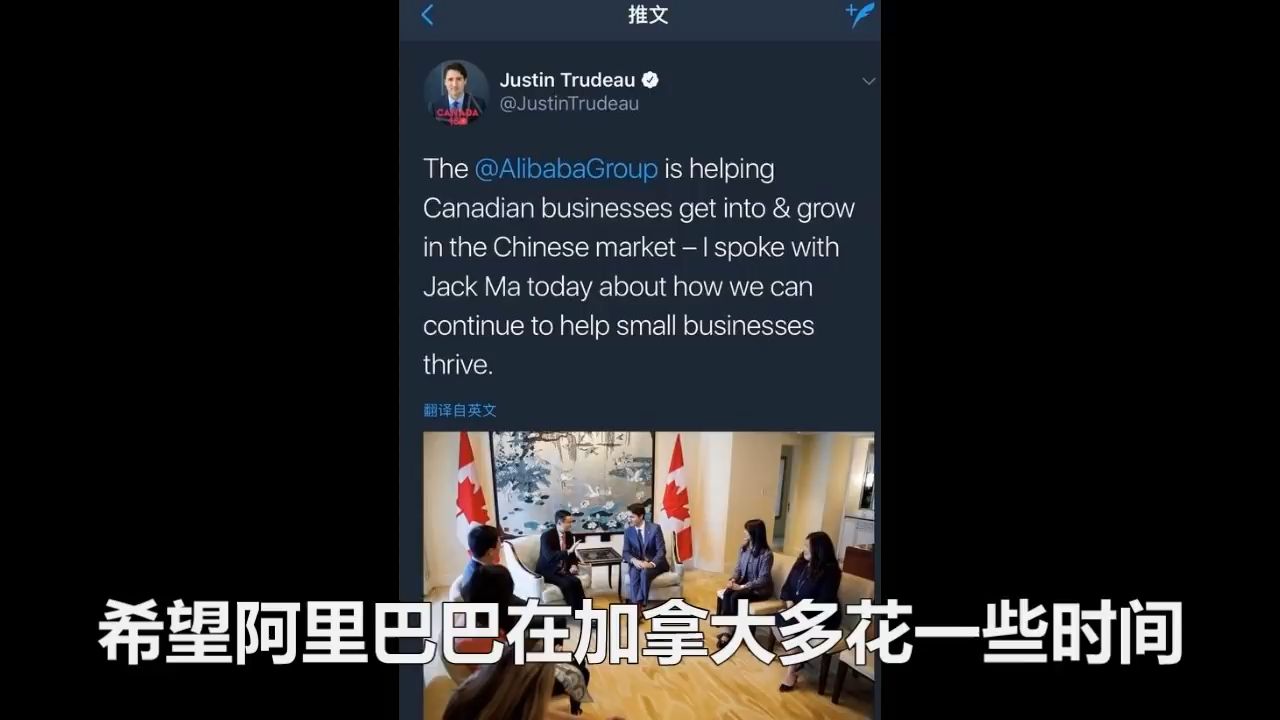 推文
Justin Trudeau
@JustinTrudeau
CANADA
The @AlibabaGroup is helping
Canadian businesses get into & grow
in the Chinese market – I spoke with
Jack Ma today about how we can
continue to help small businesses
thrive.
翻译自英文
希望阿里巴巴在加拿大多花一些时间